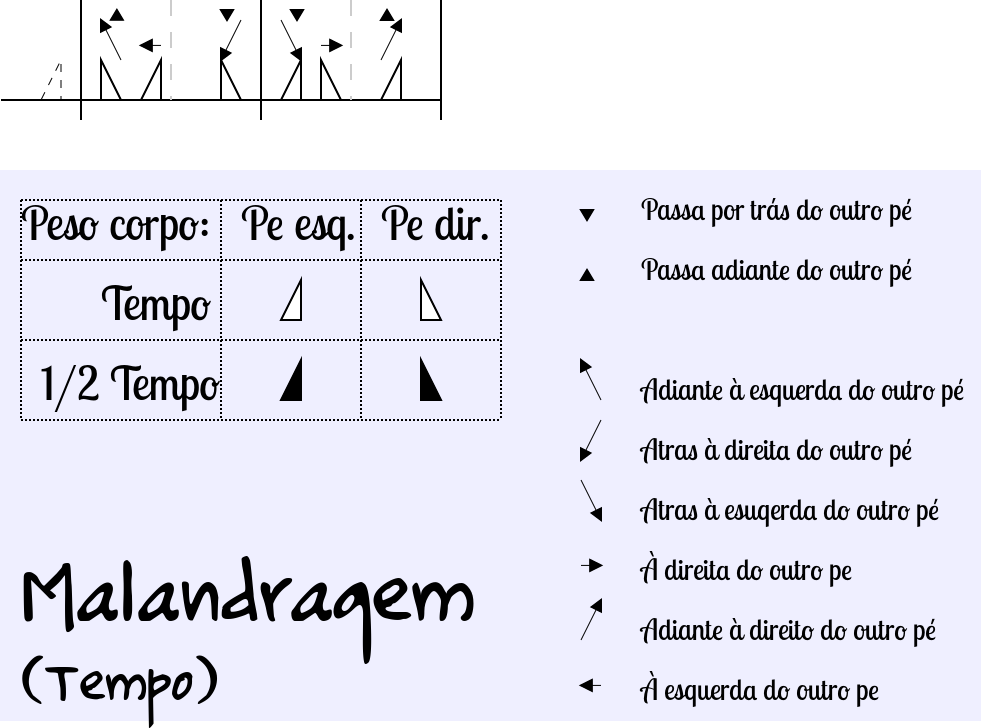 Peso corpo: Pe esq. Pe dir.
Tempo
1/2 Tempo
Passa por trás do outro pé
Passa adiante do outro pé
Adiante à esquerda do outro pé
Atras à direita do outro pé
Atras à esuqerda do outro pé
À direita do outro pe
Adiante à direito do outro pé
À esquerda do outro pe
Malandragem
(Tempo)